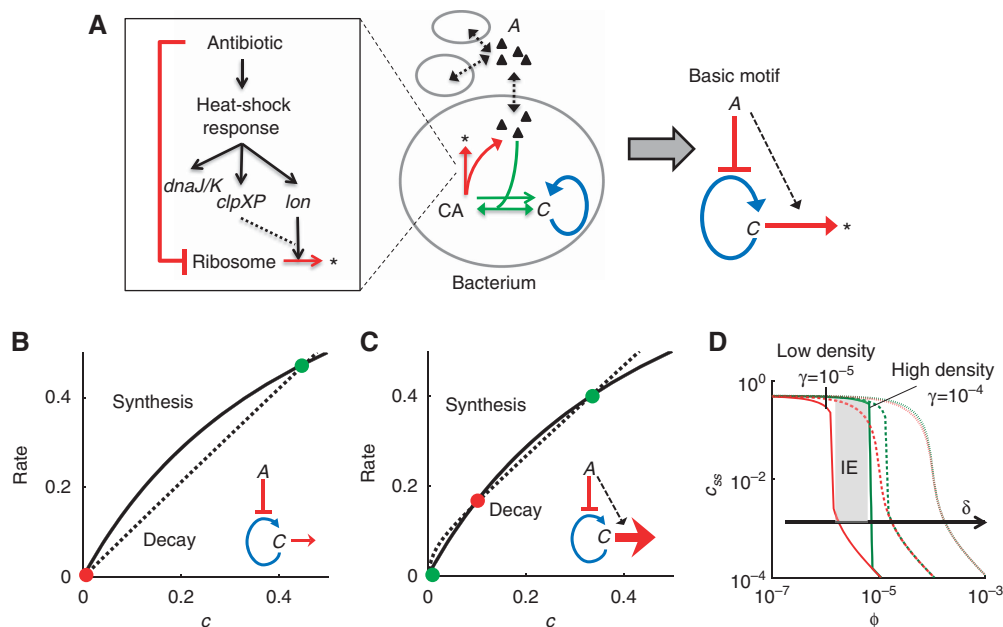 A
Antibiotic
Heat-shock
response
dnaJ/K
clpXP
lon
Ribosome
*
A
*
CA
C
Bacterium
Basic motif
A
C
*
B
Rate
0.4
0.2
0
0
0.2
0.4
c
Synthesis
Decay
A
C
C
Rate
0.4
0.2
0
0
0.2
0.4
c
Synthesis
Decay
A
C
D
Low density
γ=10⁻⁵
High density
γ=10⁻⁴
10⁰
10⁻²
10⁻⁴
css
IE
δ
10⁻⁷
10⁻⁵
10⁻³
ϕ